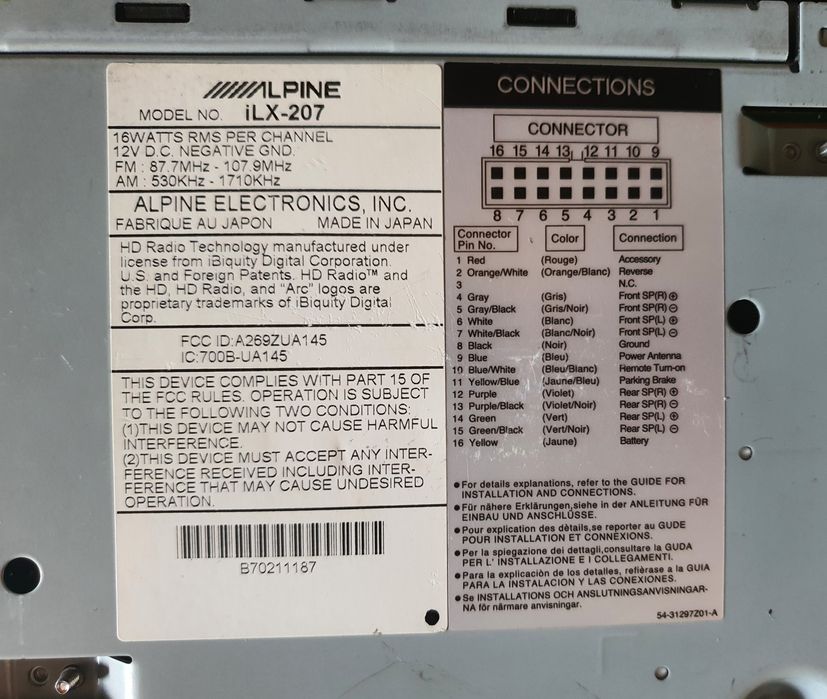 ALPINE
MODEL NO. iLX-207
16WATTS RMS PER CHANNEL
12V D.C. NEGATIVE GND.
FM : 87.7MHz - 107.9MHz
AM : 530KHz - 1710KHz
ALPINE ELECTRONICS, INC.
FABRIQUE AU JAPON MADE IN JAPAN
HD Radio Technology manufactured under
license from iBiquity Digital Corporation.
U.S. and Foreign Patents. HD Radio™ and
the HD, HD Radio, and “Arc” logos are
proprietary trademarks of iBiquity Digital
Corp.
FCC ID:A269ZUA145
IC:700B-UA145
THIS DEVICE COMPLIES WITH PART 15 OF
THE FCC RULES. OPERATION IS SUBJECT
TO THE FOLLOWING TWO CONDITIONS:
(1)THIS DEVICE MAY NOT CAUSE HARMFUL
INTERFERENCE.
(2)THIS DEVICE MUST ACCEPT ANY INTER-
FERENCE RECEIVED INCLUDING INTER-
FERENCE THAT MAY CAUSE UNDESIRED
OPERATION.
B70211187
CONNECTIONS
CONNECTOR
16 15 14 13 12 11 10 9
8 7 6 5 4 3 2 1
Connector Pin No. Color Connection
1 Red (Rouge) Accessory
2 Orange/White (Orange/Blanc) Reverse
3 N.C.
4 Gray (Gris) Front SP(R) ⊕
5 Gray/Black (Gris/Noir) Front SP(R) ⊖
6 White (Blanc) Front SP(L) ⊕
7 White/Black (Blanc/Noir) Front SP(L) ⊖
8 Black (Noir) Ground
9 Blue (Bleu) Power Antenna
10 Blue/White (Bleu/Blanc) Remote Turn-on
11 Yellow/Blue (Jaune/Bleu) Parking Brake
12 Purple (Violet) Rear SP(R) ⊕
13 Purple/Black (Violet/Noir) Rear SP(R) ⊖
14 Green (Vert) Rear SP(L) ⊕
15 Green/Black (Vert/Noir) Rear SP(L) ⊖
16 Yellow (Jaune) Battery
● For details explanations, refer to the GUIDE FOR
INSTALLATION AND CONNECTIONS.
● Für nähere Erklärungen,siehe in der ANLEITUNG FÜR
EINBAU UND ANSCHLÜSSE.
● Pour explication des dètails,se reporter au GUDE
POUR INSTALLATION ET CONNEXIONS.
● Per la spiegazione dei dettagli,consultare la GUDA
PER L' INSTALLAZIONE E I COLLEGAMENTI.
● Para la explicación de los detalles, refièrase a la GUIA
PARA LA INSTALACION Y LAS CONEXIONES.
● Se INSTALLATIONS OCH ANSLUTNINGSANVISNINGAR-
NA för närmare anvisningar.
54-31297Z01-A